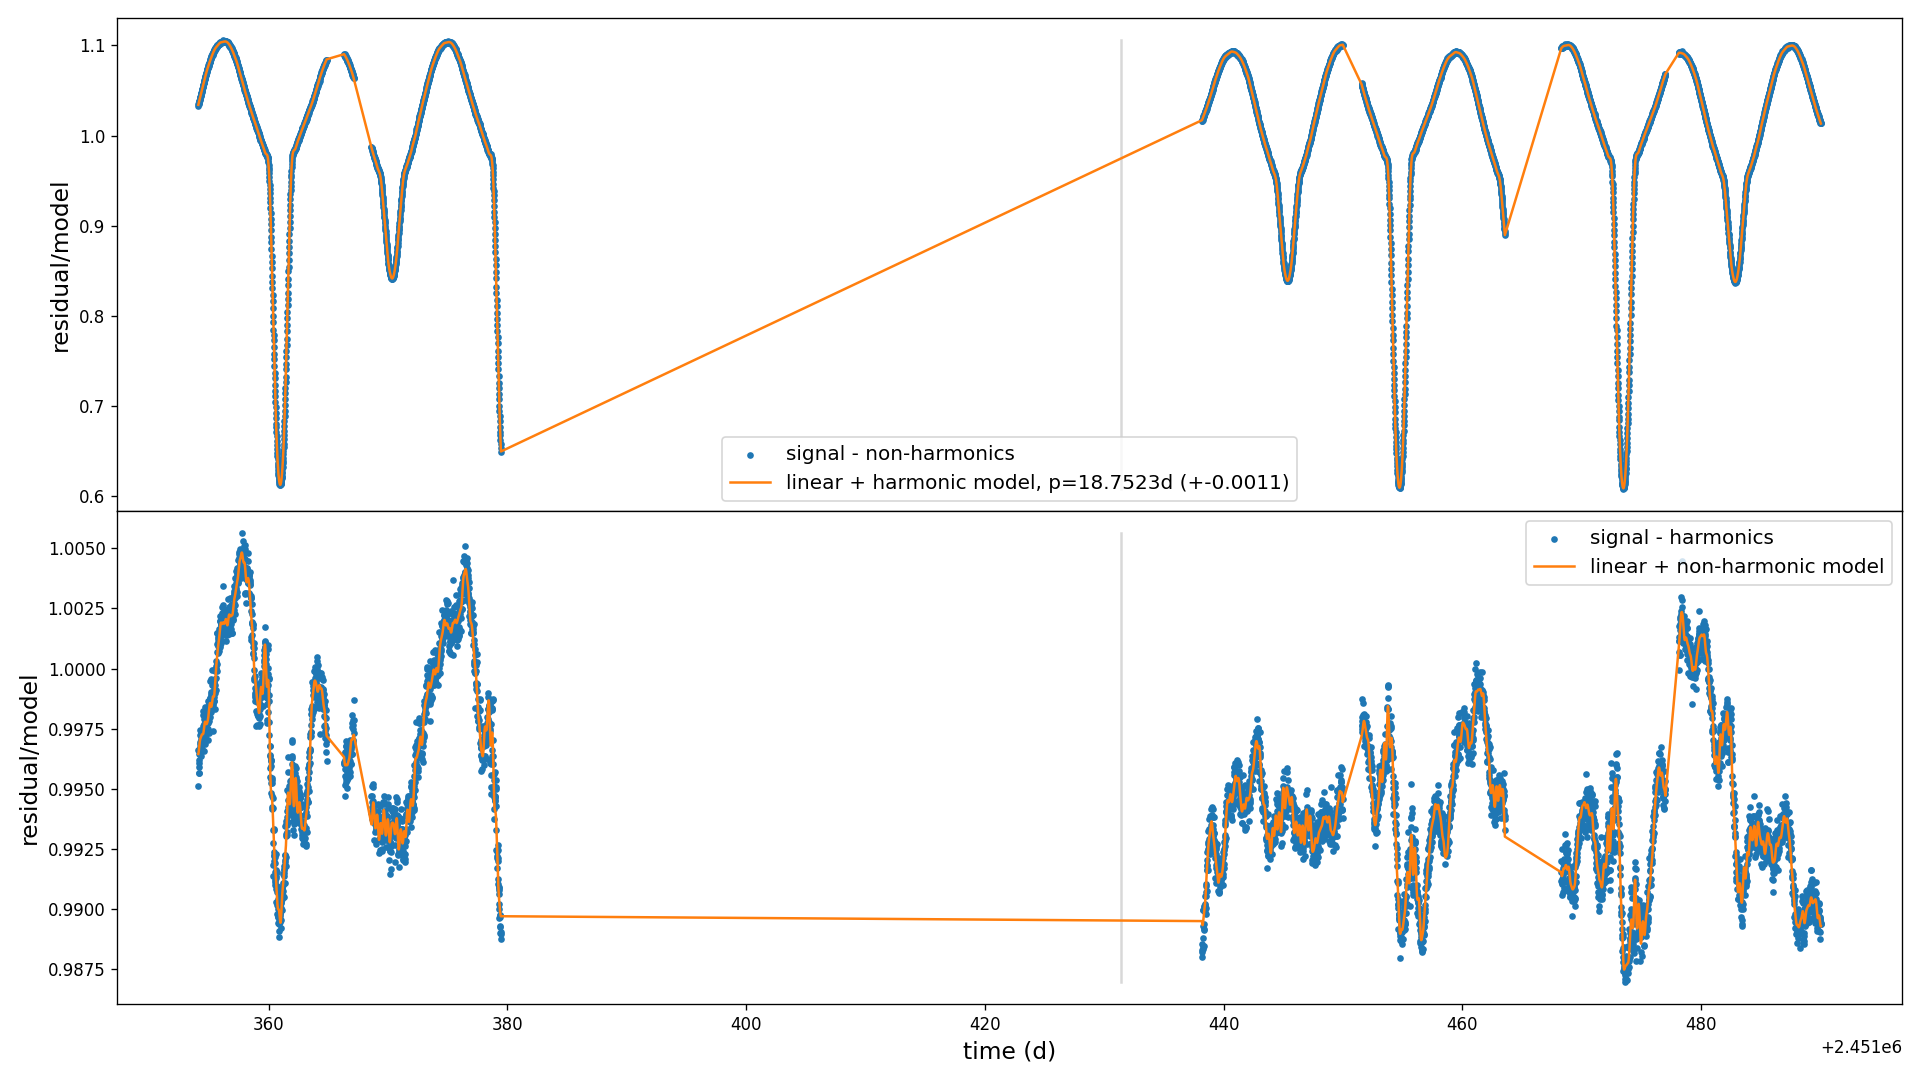 1.1
1.0
0.9
0.8
0.7
0.6
residual/model
signal - non-harmonics
linear + harmonic model, p=18.7523d (+-0.0011)
1.0050
1.0025
1.0000
0.9975
0.9950
0.9925
0.9900
0.9875
residual/model
signal - harmonics
linear + non-harmonic model
360
380
400
420
440
460
480
time (d)
+2.451e6